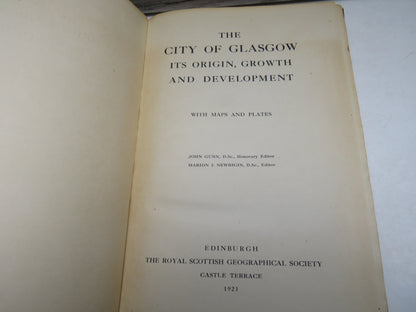 THE
CITY OF GLASGOW
ITS ORIGIN, GROWTH
AND DEVELOPMENT
WITH MAPS AND PLATES
JOHN GUNN, D.Sc., Honorary Editor
MARION I. NEWBIGIN, D.Sc., Editor
EDINBURGH
THE ROYAL SCOTTISH GEOGRAPHICAL SOCIETY
CASTLE TERRACE
1921